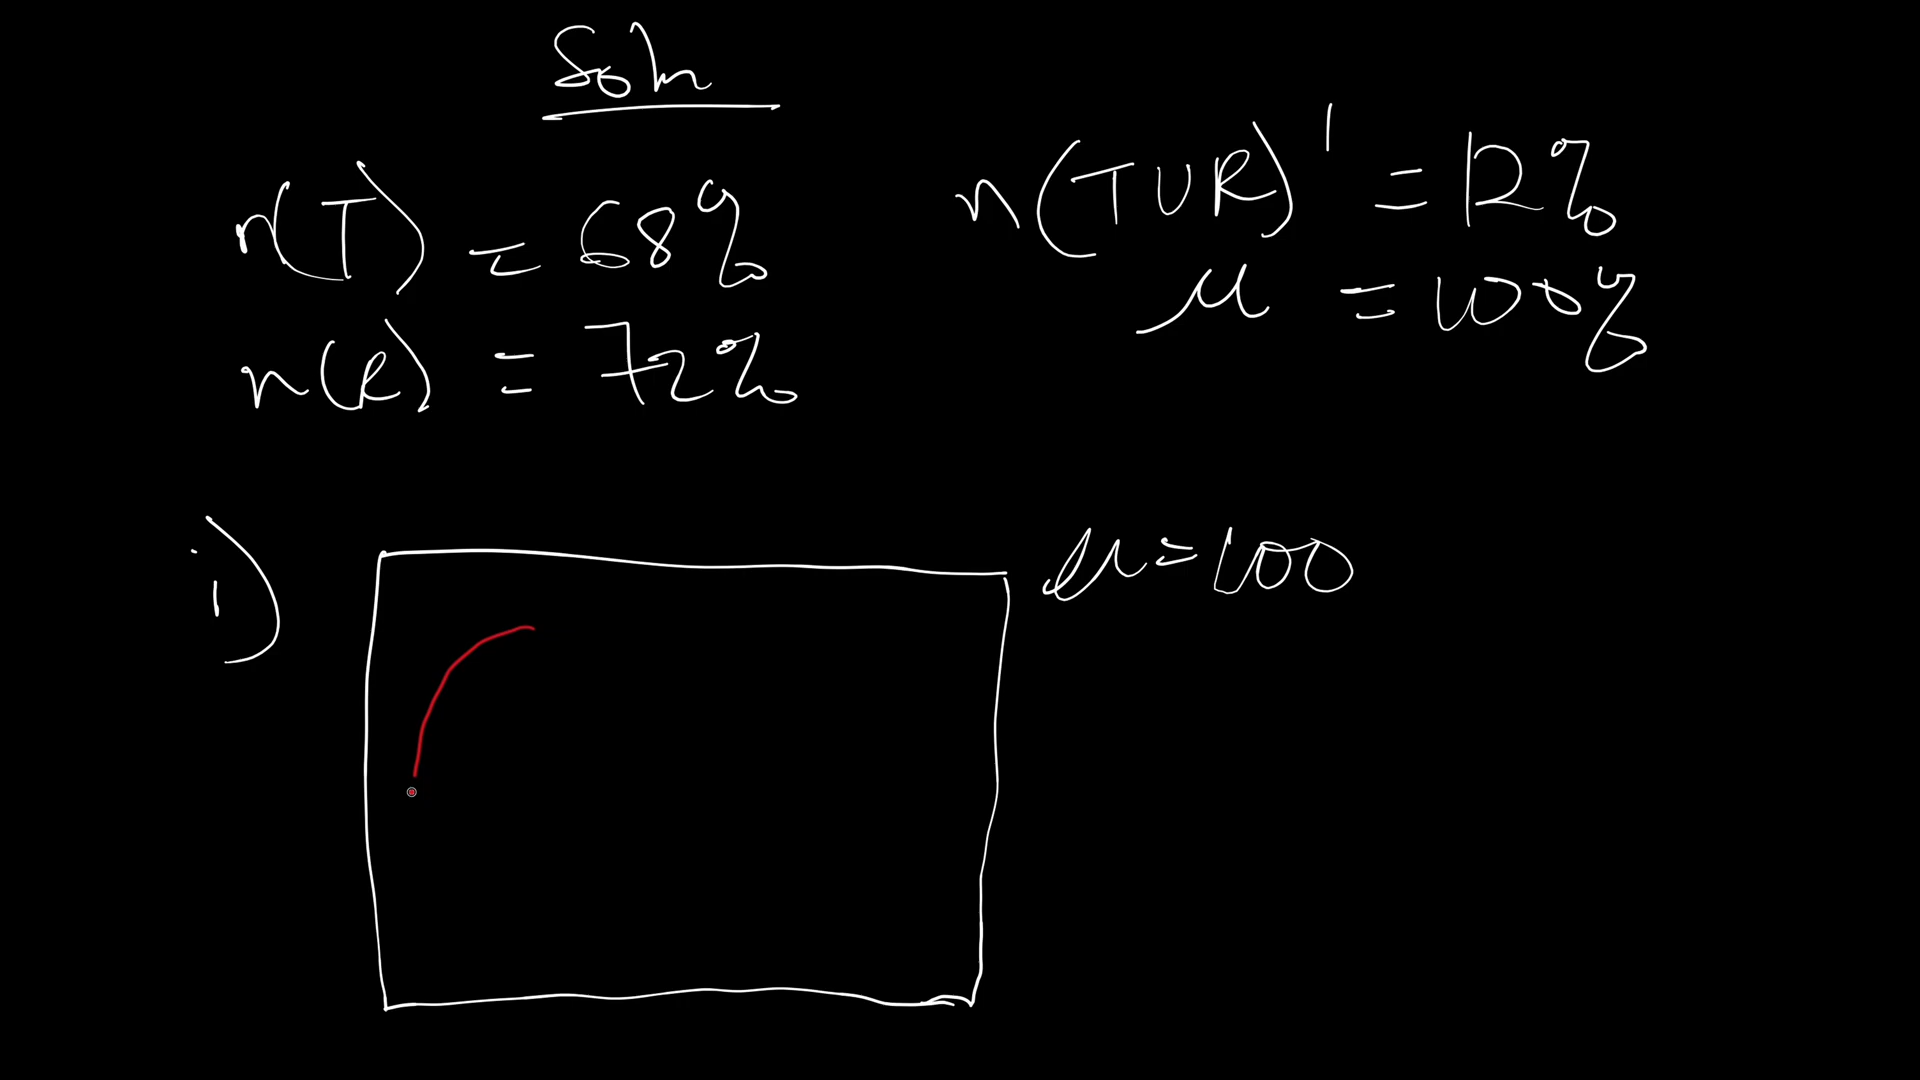 Soln
n(T) = 68%
n(R) = 72%
n(TUR)' = 12%
μ = 100%
i)
μ = 100